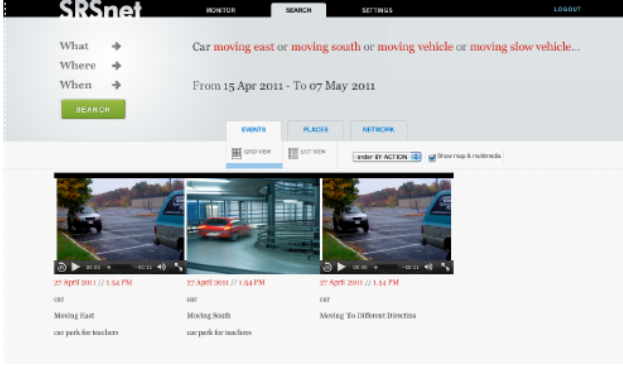 SRSnet
MONITOR SEARCH SETTINGS LOGOUT
What Car moving east or moving south or moving vehicle or moving slow vehicle...
Where
When From 15 Apr 2011 - To 07 May 2011
SEARCH
EVENTS PLACES NETWORK
GRID VIEW LIST VIEW order BY ACTION Show map & multimedia
27 April 2011 // 1.54 PM 27 April 2011 // 1.54 PM 27 April 2011 // 1.54 PM
car car car
Moving East Moving South Moving To Different Directins
car park for teachers car park for teachers